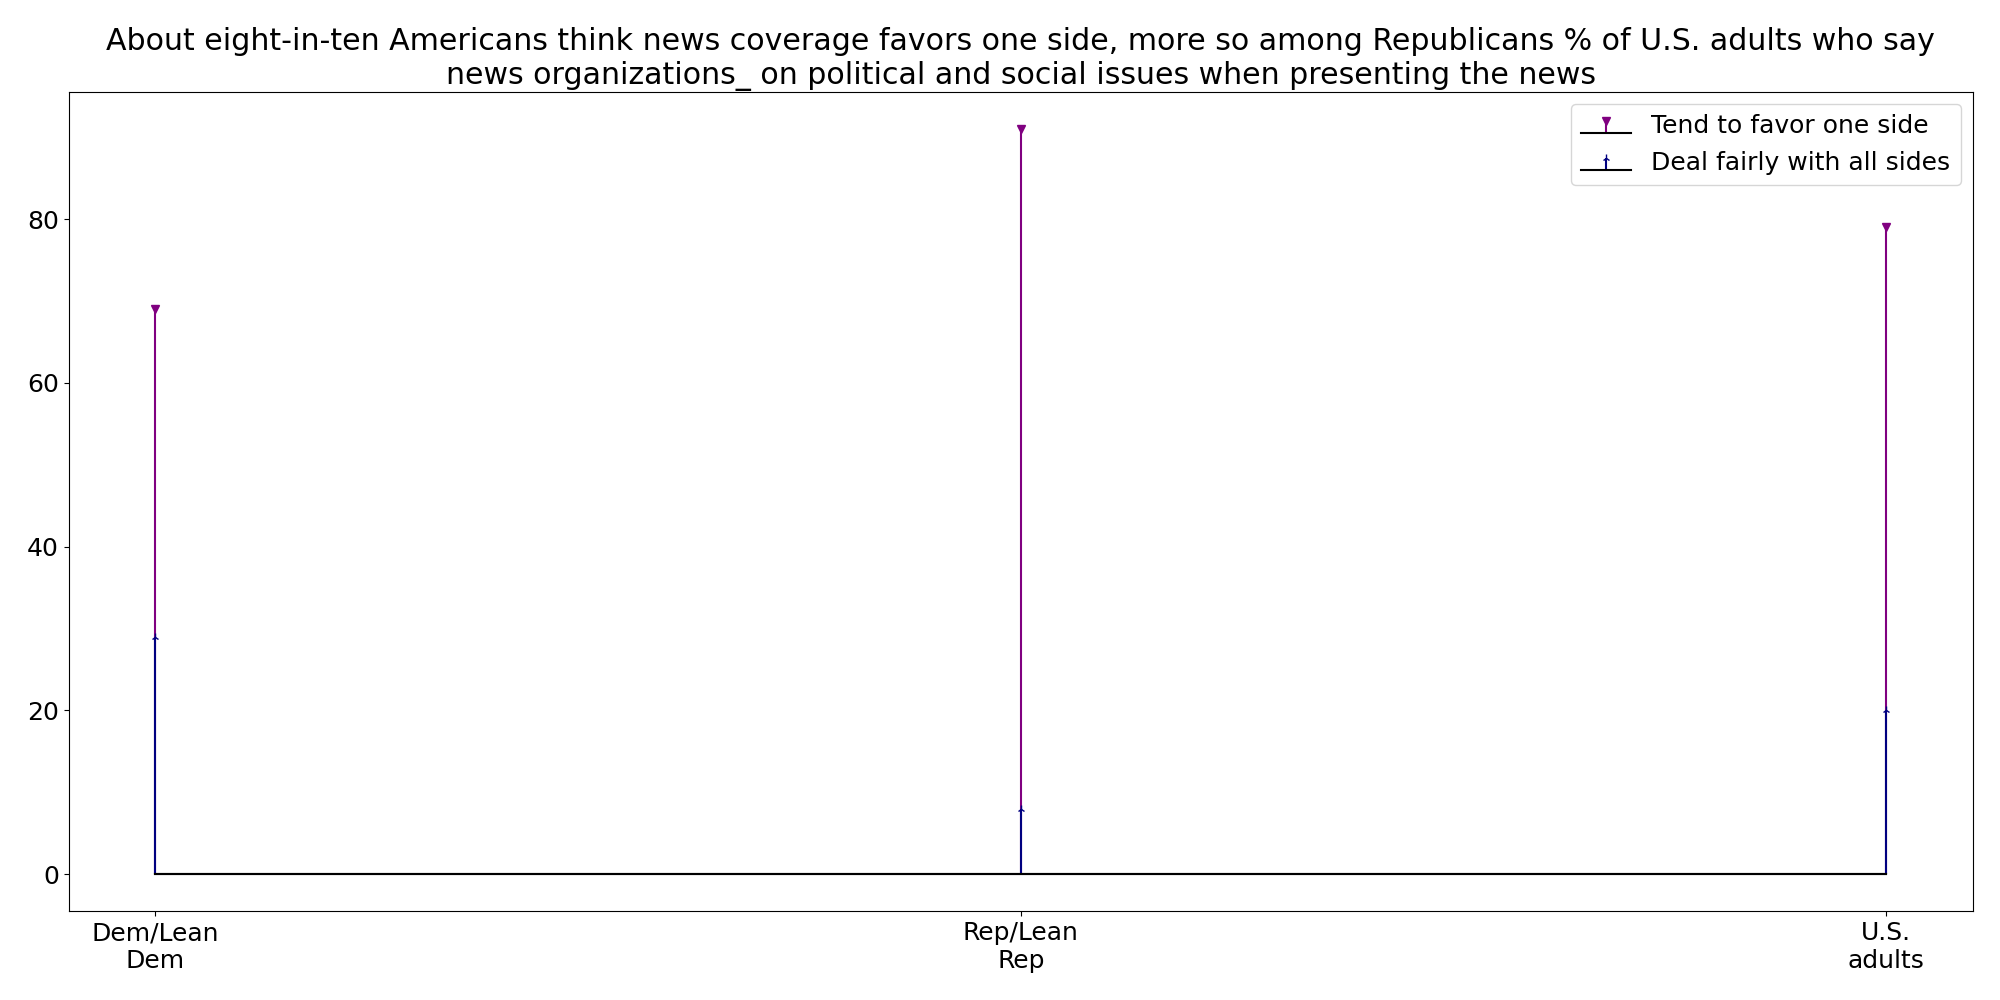 About eight-in-ten Americans think news coverage favors one side, more so among Republicans % of U.S. adults who say
news organizations_ on political and social issues when presenting the news
Tend to favor one side
Deal fairly with all sides
80
60
40
20
0
Dem/Lean
Dem
Rep/Lean
Rep
U.S.
adults